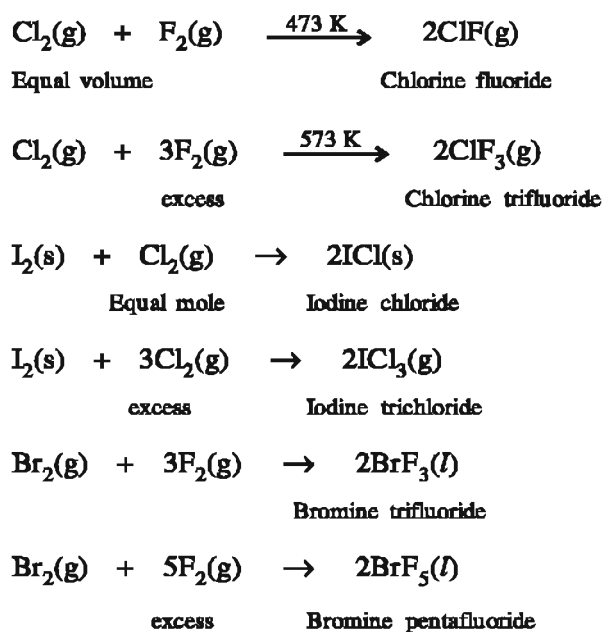 473 K
Cl₂(g) + F₂(g) ⟶ 2ClF(g)
Equal volume Chlorine fluoride
573 K
Cl₂(g) + 3F₂(g) ⟶ 2ClF₃(g)
excess Chlorine trifluoride
I₂(s) + Cl₂(g) → 2ICl(s)
Equal mole Iodine chloride
I₂(s) + 3Cl₂(g) → 2ICl₃(g)
excess Iodine trichloride
Br₂(g) + 3F₂(g) → 2BrF₃(l)
Bromine trifluoride
Br₂(g) + 5F₂(g) → 2BrF₅(l)
excess Bromine pentafluoride